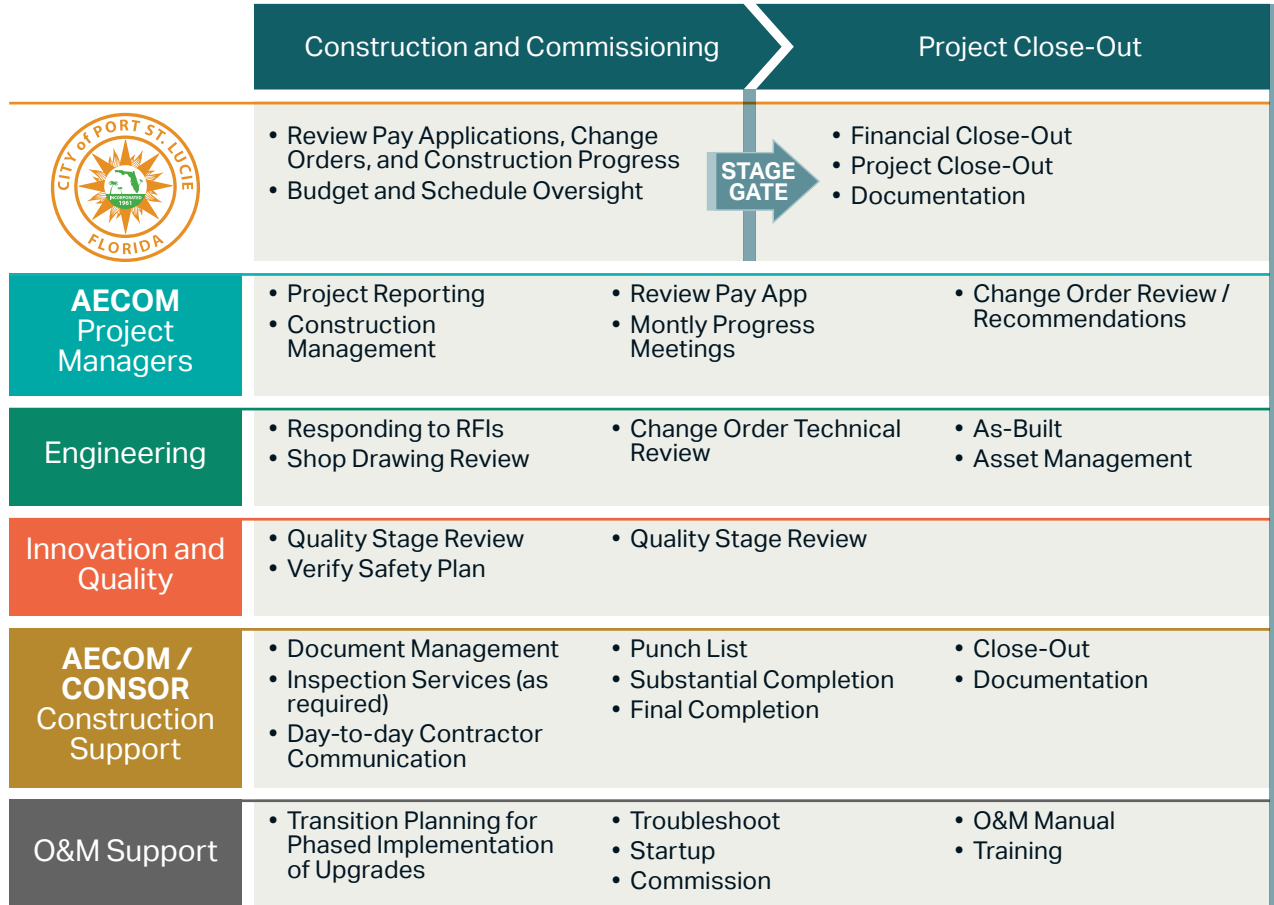 Construction and Commissioning
Project Close-Out
CITY of PORT ST. LUCIE
INCORPORATED
1961
FLORIDA
• Review Pay Applications, Change
Orders, and Construction Progress
• Budget and Schedule Oversight
STAGE
GATE
• Financial Close-Out
• Project Close-Out
• Documentation
AECOM
Project
Managers
• Project Reporting
• Construction
Management
• Review Pay App
• Montly Progress
Meetings
• Change Order Review /
Recommendations
Engineering
• Responding to RFIs
• Shop Drawing Review
• Change Order Technical
Review
• As-Built
• Asset Management
Innovation and
Quality
• Quality Stage Review
• Verify Safety Plan
• Quality Stage Review
AECOM /
CONSOR
Construction
Support
• Document Management
• Inspection Services (as
required)
• Day-to-day Contractor
Communication
• Punch List
• Substantial Completion
• Final Completion
• Close-Out
• Documentation
O&M Support
• Transition Planning for
Phased Implementation
of Upgrades
• Troubleshoot
• Startup
• Commission
• O&M Manual
• Training